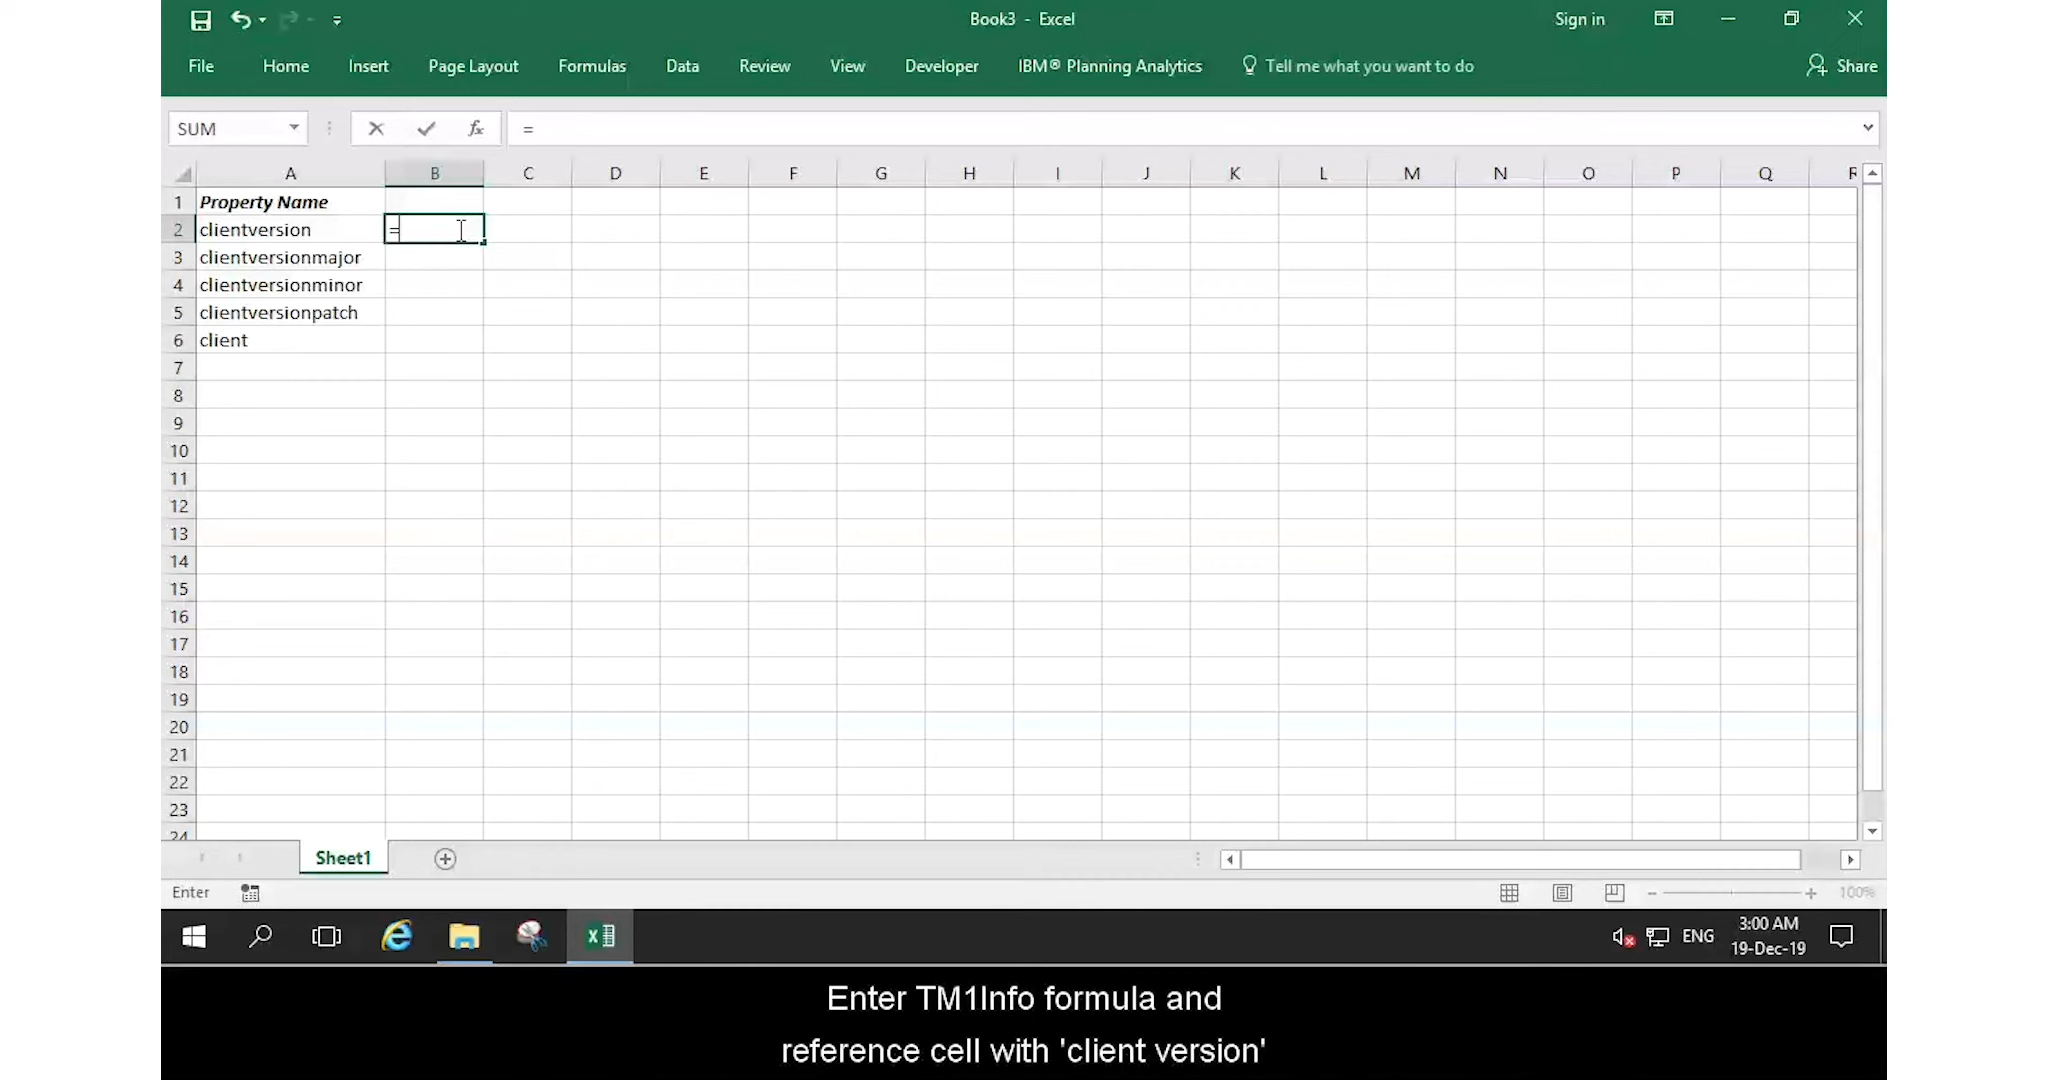 Book3 - Excel
Sign in
File Home Insert Page Layout Formulas Data Review View Developer IBM® Planning Analytics Tell me what you want to do Share
SUM fx =
A B C D E F G H I J K L M N O P Q R
1 Property Name
2 clientversion =
3 clientversionmajor
4 clientversionminor
5 clientversionpatch
6 client
7
8
9
10
11
12
13
14
15
16
17
18
19
20
21
22
23
24
Sheet1
Enter 100%
ENG 3:00 AM
19-Dec-19
Enter TM1Info formula and
reference cell with 'client version'